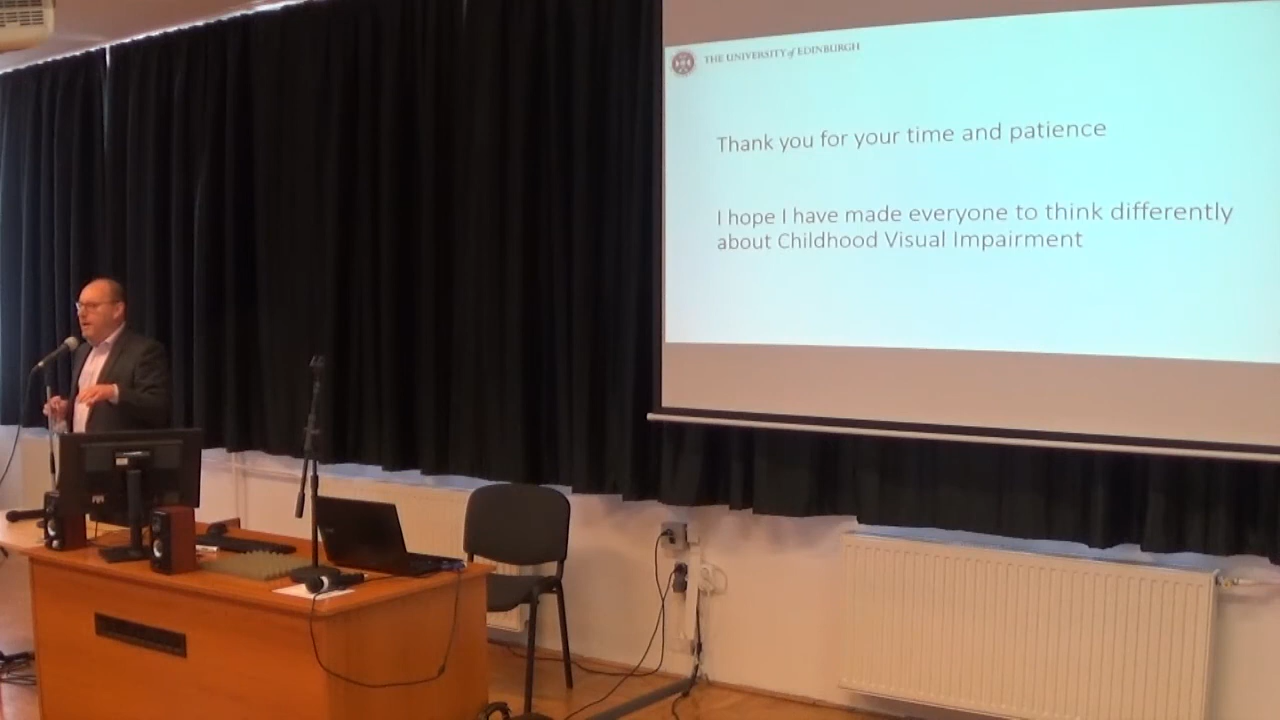 THE UNIVERSITY of EDINBURGH
Thank you for your time and patience
I hope I have made everyone to think differently
about Childhood Visual Impairment